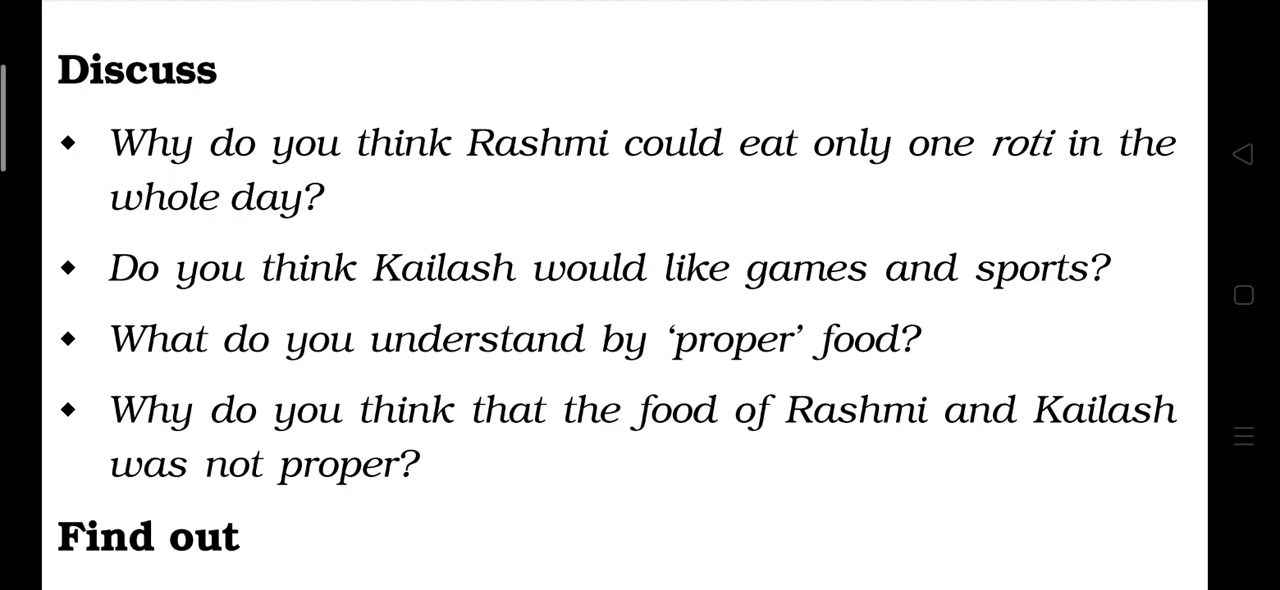 Discuss
◆ Why do you think Rashmi could eat only one roti in the
whole day?
◆ Do you think Kailash would like games and sports?
◆ What do you understand by ‘proper’ food?
◆ Why do you think that the food of Rashmi and Kailash
was not proper?
Find out